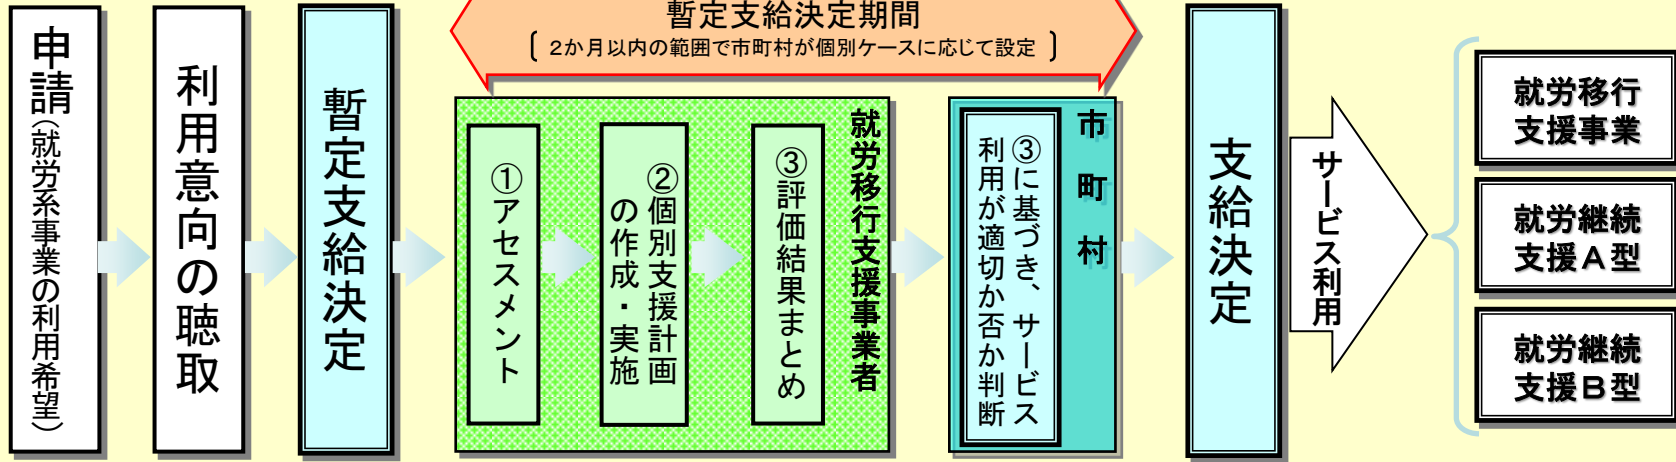 暫定支給決定期間
〔 2か月以内の範囲で市町村が個別ケースに応じて設定 〕
申請(就労系事業の利用希望)
利用意向の聴取
暫定支給決定
①アセスメント
②個別支援計画
の作成・実施
③評価結果まとめ
就労移行支援事業者
③に基づき、サービス
利用が適切か否か判断
市町村
支給決定
サービス利用
就労移行
支援事業
就労継続
支援A型
就労継続
支援B型